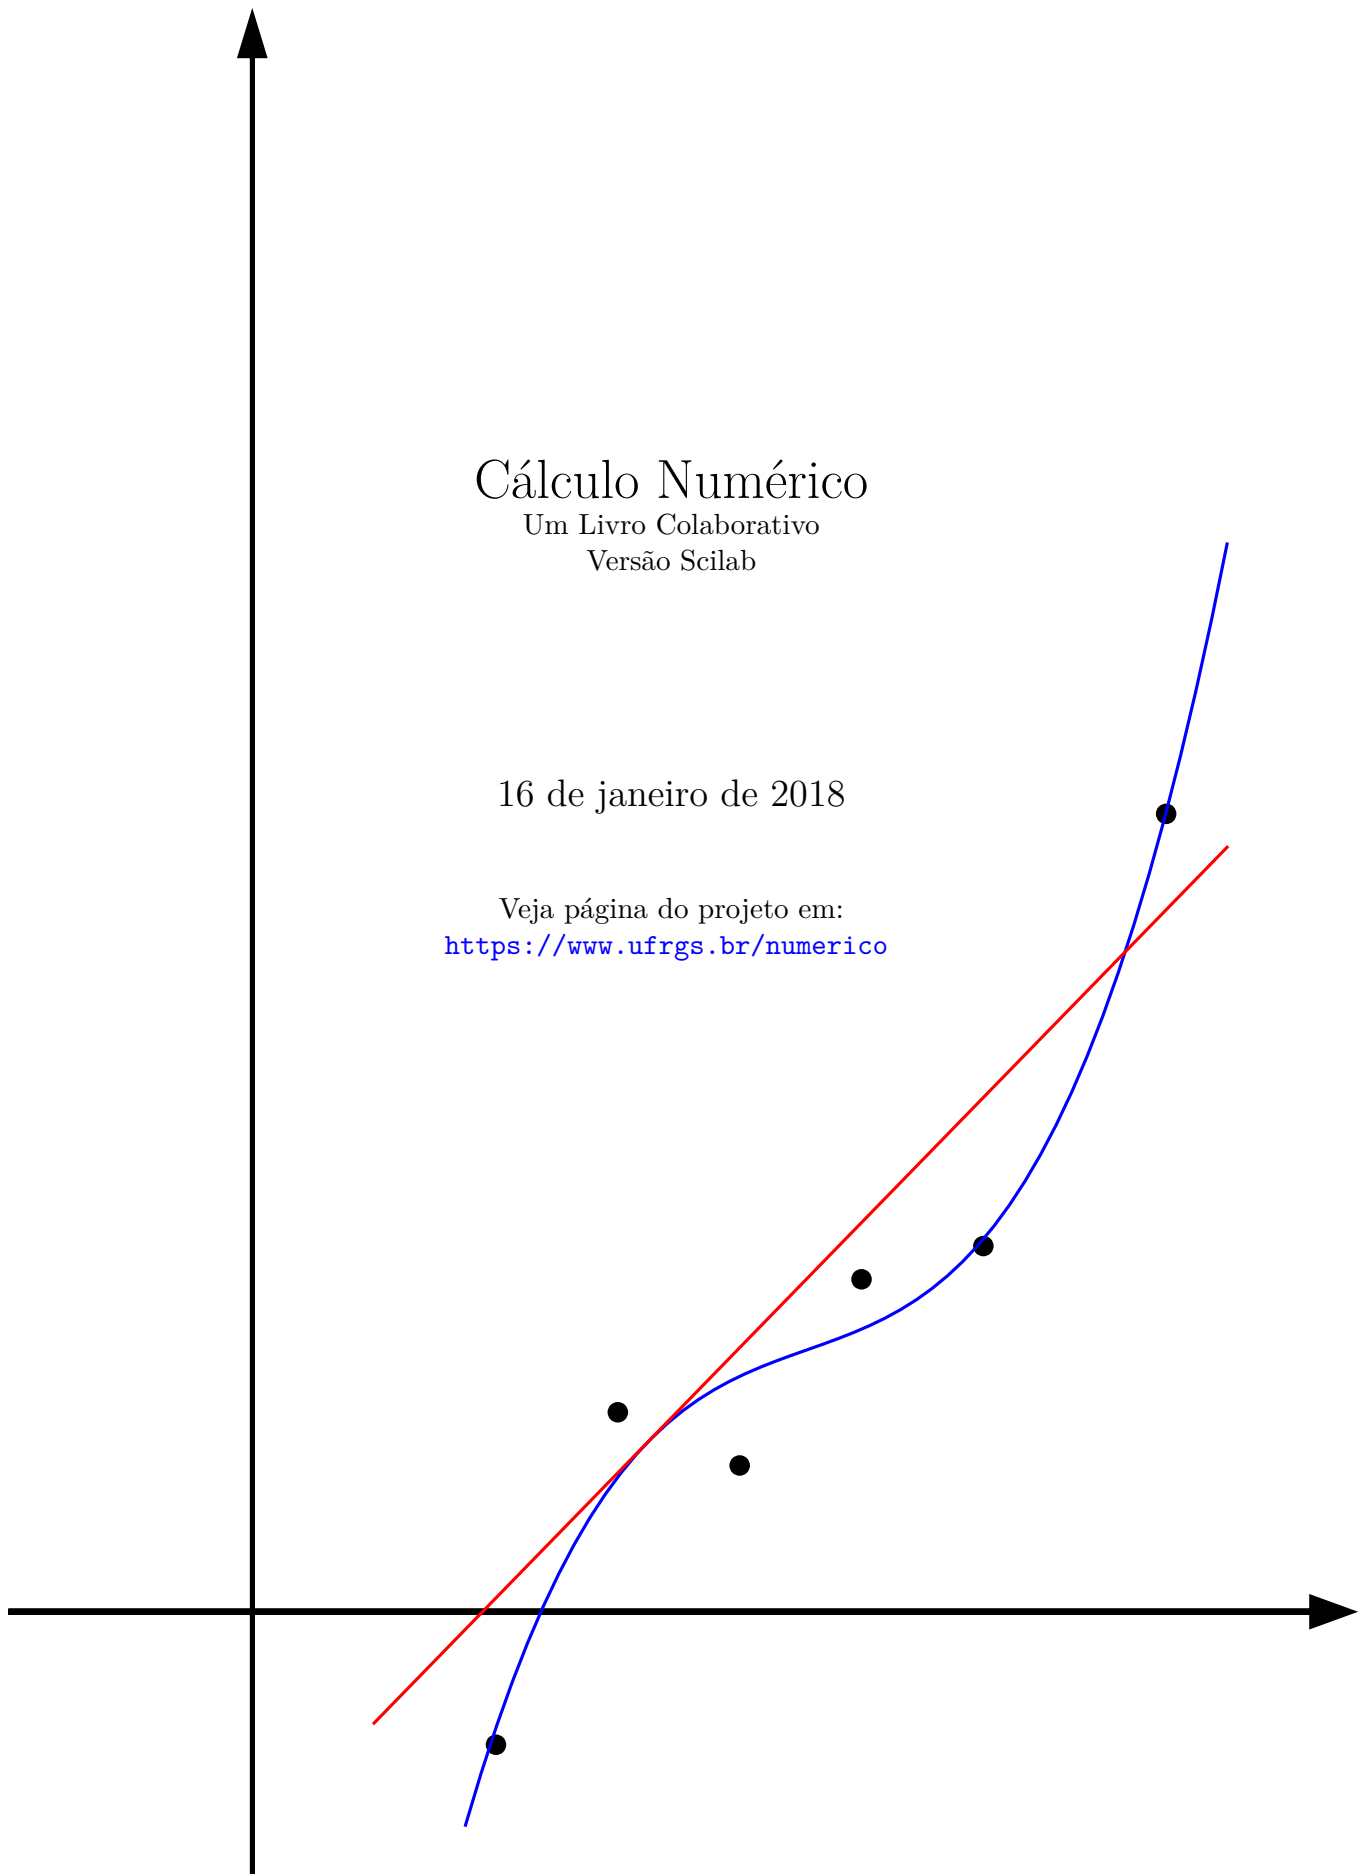 Cálculo Numérico
Um Livro Colaborativo
Versão Scilab
16 de janeiro de 2018
Veja página do projeto em:
https://www.ufrgs.br/numerico